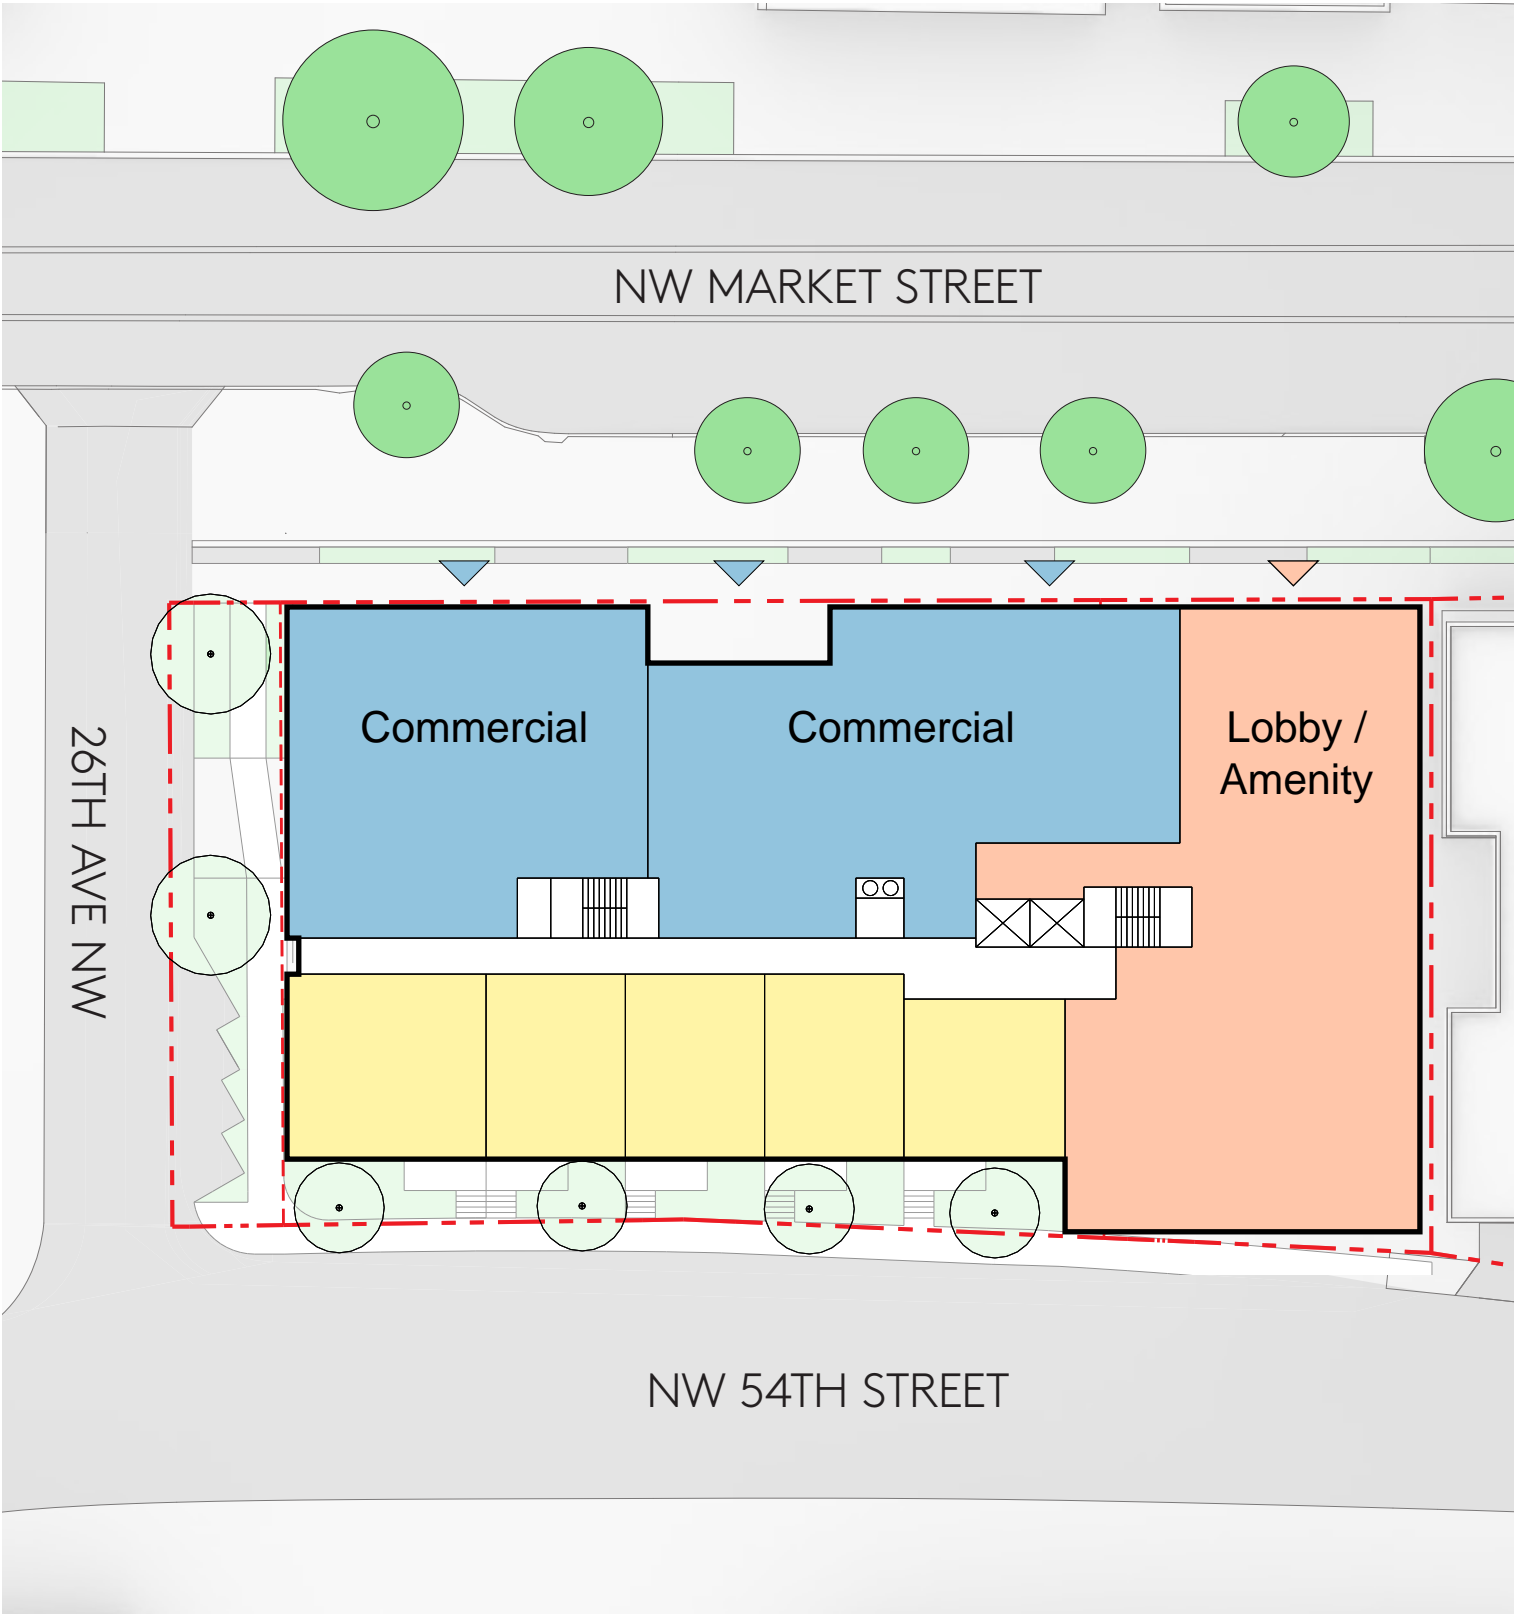 NW MARKET STREET
Commercial
Commercial
Lobby /
Amenity
26TH AVE NW
NW 54TH STREET